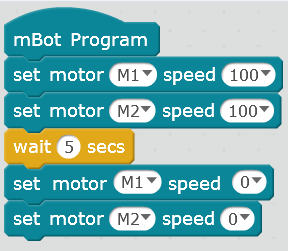 mBot Program
set motor M1 speed 100
set motor M2 speed 100
wait 5 secs
set motor M1 speed 0
set motor M2 speed 0